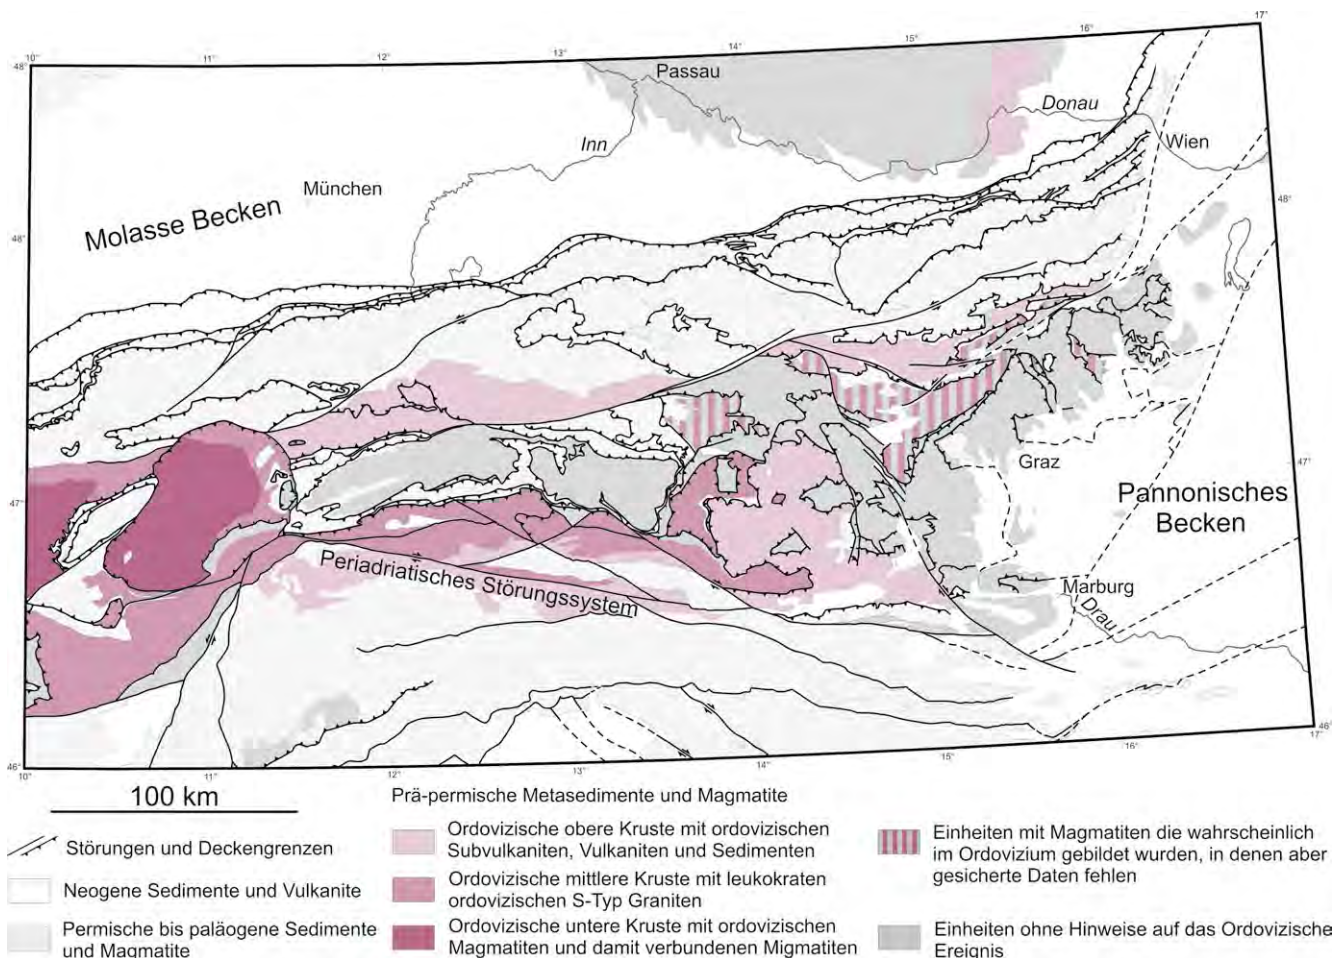 10°
11°
12°
13°
14°
15°
16°
17°
48°
Passau
Donau
Inn
Wien
München
Molasse Becken
48°
48°
47°
Graz
47°
Pannonisches
Becken
Periadriatisches Störungssystem
Marburg
Drau
46°
46°
10°
11°
12°
13°
14°
15°
16°
17°
100 km
Prä-permische Metasedimente und Magmatite
Störungen und Deckengrenzen
Neogene Sedimente und Vulkanite
Permische bis paläogene Sedimente
und Magmatite
Ordovizische obere Kruste mit ordovizischen
Subvulkaniten, Vulkaniten und Sedimenten
Ordovizische mittlere Kruste mit leukokraten
ordovizischen S-Typ Graniten
Ordovizische untere Kruste mit ordovizischen
Magmatiten und damit verbundenen Migmatiten
Einheiten mit Magmatiten die wahrscheinlich
im Ordovizium gebildet wurden, in denen aber
gesicherte Daten fehlen
Einheiten ohne Hinweise auf das Ordovizische
Ereignis